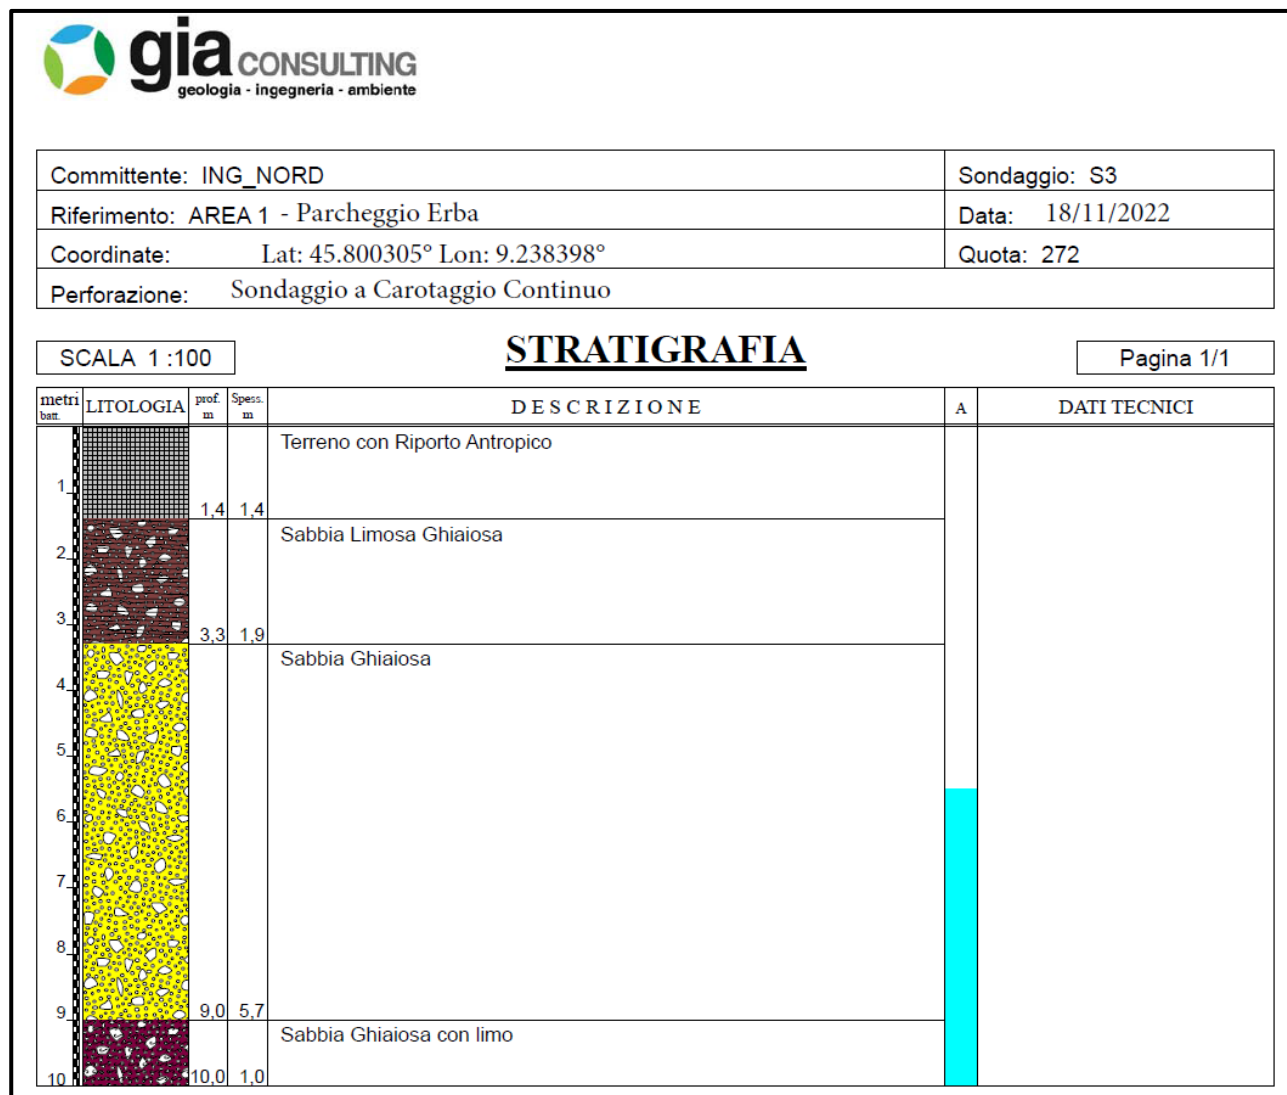 gia CONSULTING
geologia - ingegneria - ambiente
Committente: ING_NORD
Sondaggio: S3
Riferimento: AREA 1 - Parcheggio Erba
Data: 18/11/2022
Coordinate: Lat: 45.800305° Lon: 9.238398°
Quota: 272
Perforazione: Sondaggio a Carotaggio Continuo
SCALA 1 :100
STRATIGRAFIA
Pagina 1/1
metri batt.
LITOLOGIA
prof. m
Spess. m
DESCRIZIONE
A
DATI TECNICI
Terreno con Riporto Antropico
1
1,4 1,4
Sabbia Limosa Ghiaiosa
2
3
3,3 1,9
Sabbia Ghiaiosa
4
5
6
7
8
9
9,0 5,7
Sabbia Ghiaiosa con limo
10
10,0 1,0